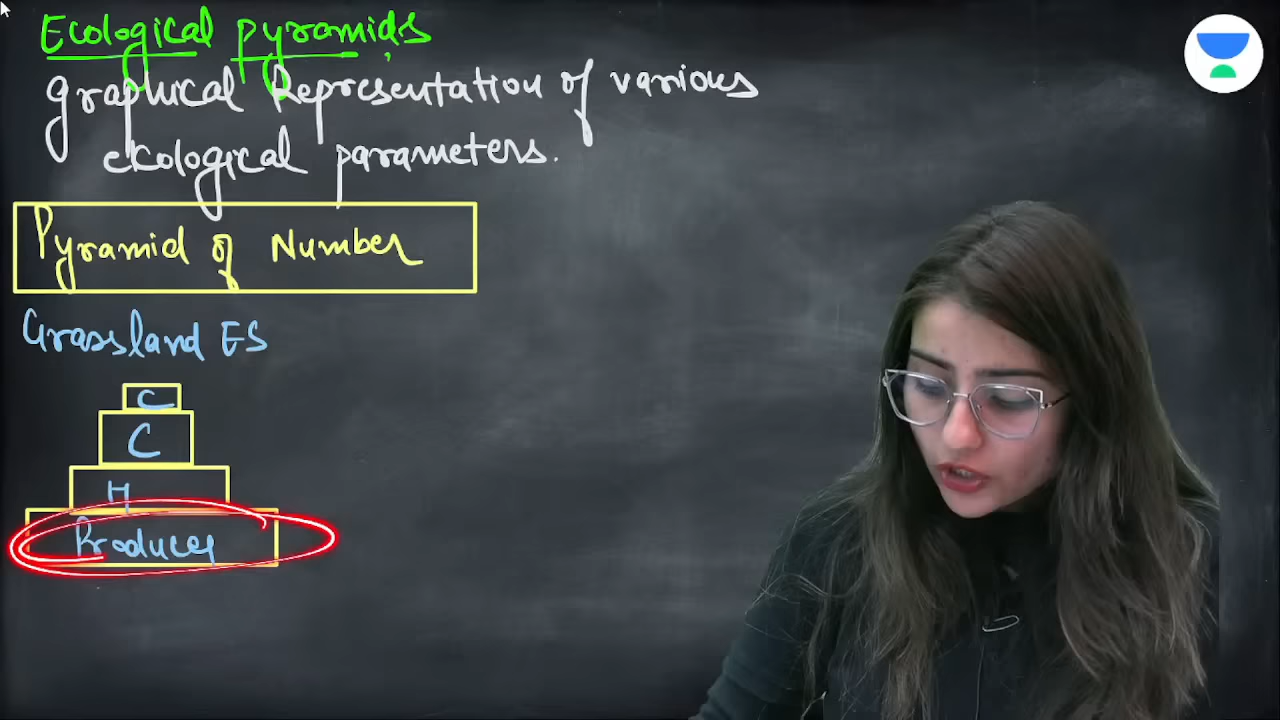 Ecological pyramids
graphical Representation of various
ecological parameters.
Pyramid of Number
Grassland ES
C
C
H
Producer